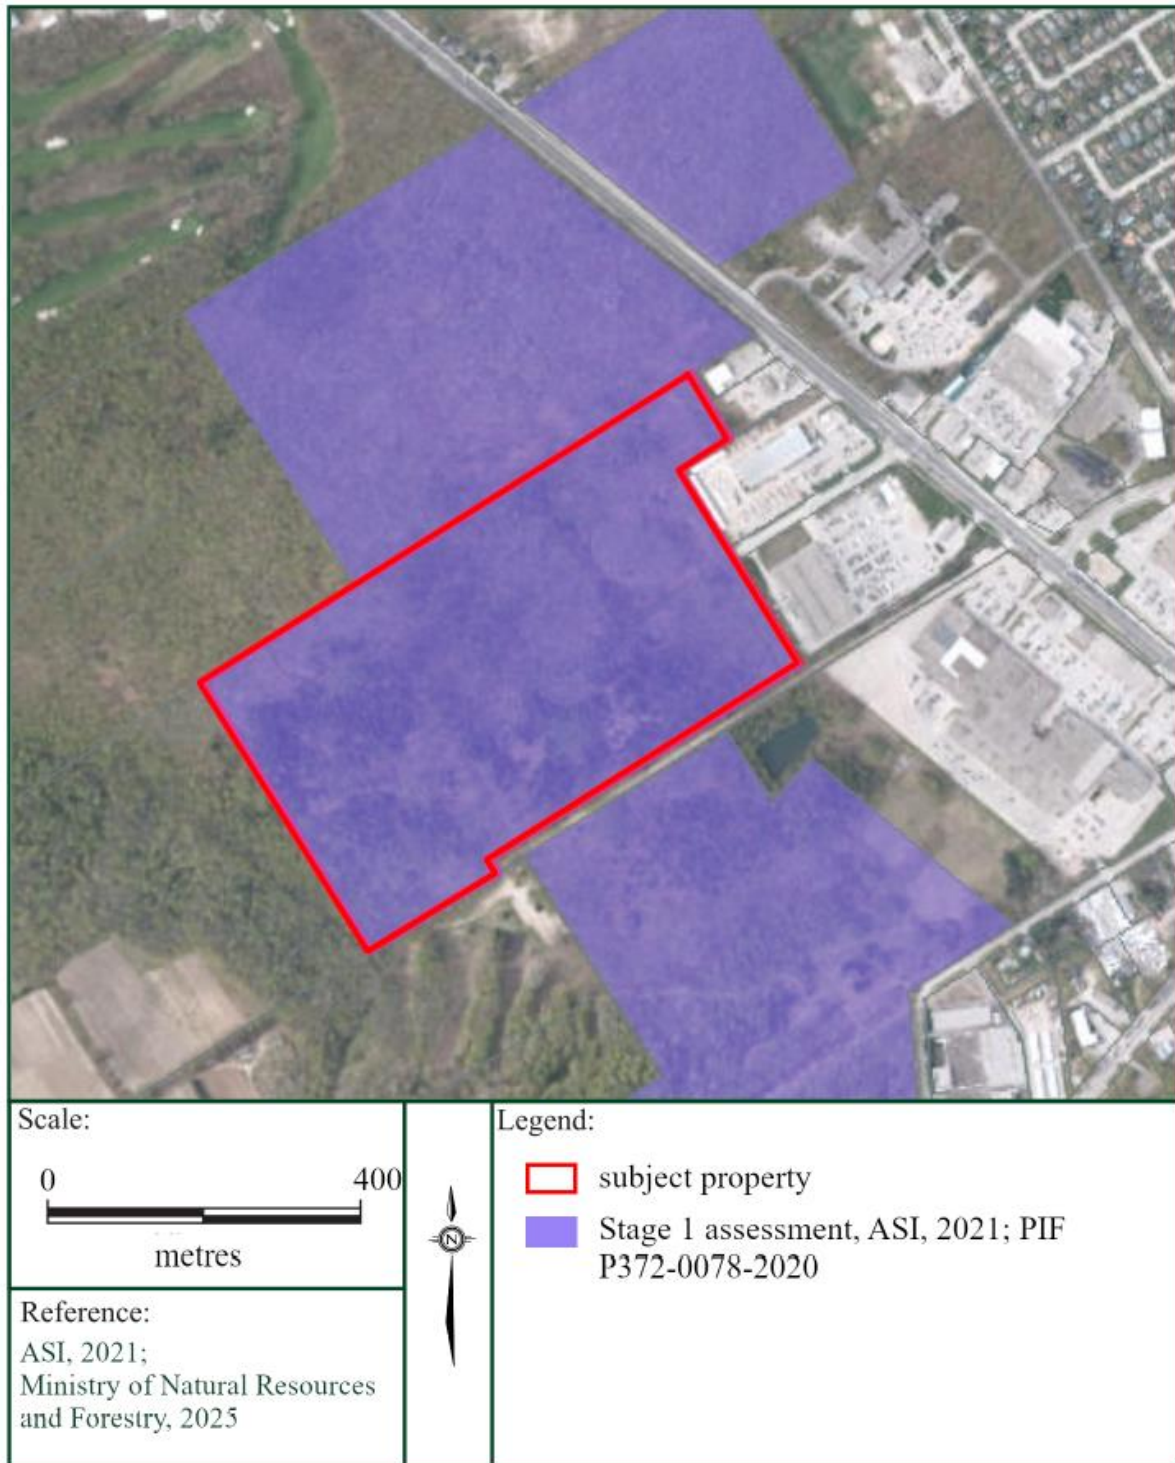 Scale:
0 400
metres
Reference:
ASI, 2021;
Ministry of Natural Resources
and Forestry, 2025
N
Legend:
subject property
Stage 1 assessment, ASI, 2021; PIF
P372-0078-2020